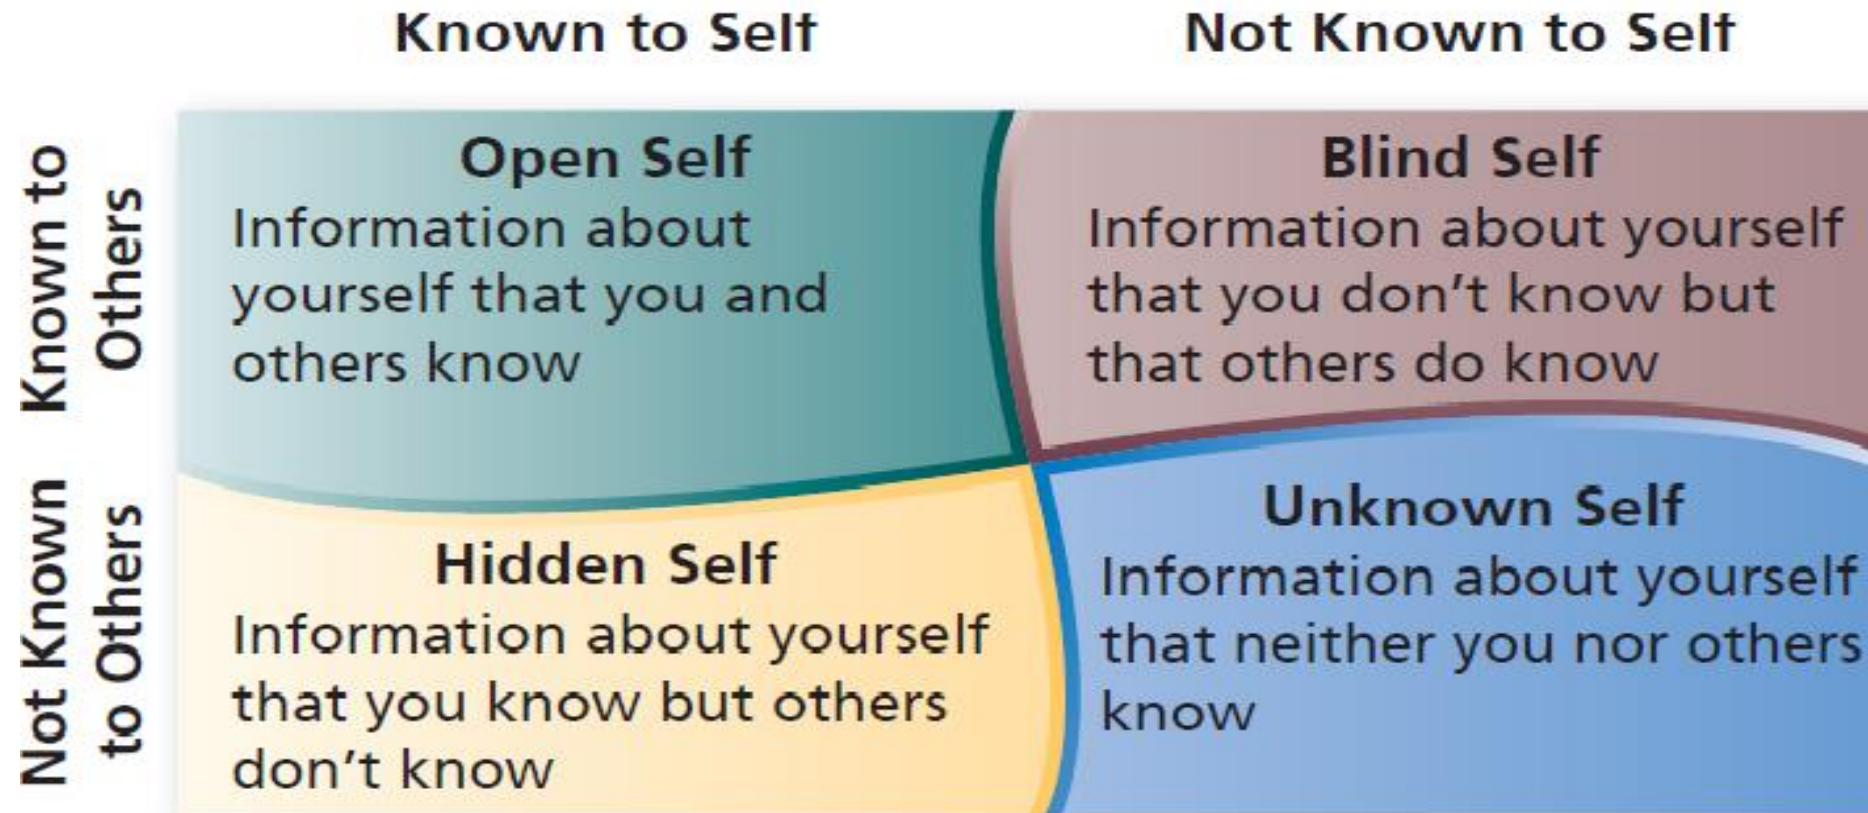 Known to Self
Not Known to Self
Known to
Others
Open Self
Information about
yourself that you and
others know
Blind Self
Information about yourself
that you don't know but
that others do know
Not Known
to Others
Hidden Self
Information about yourself
that you know but others
don't know
Unknown Self
Information about yourself
that neither you nor others
know